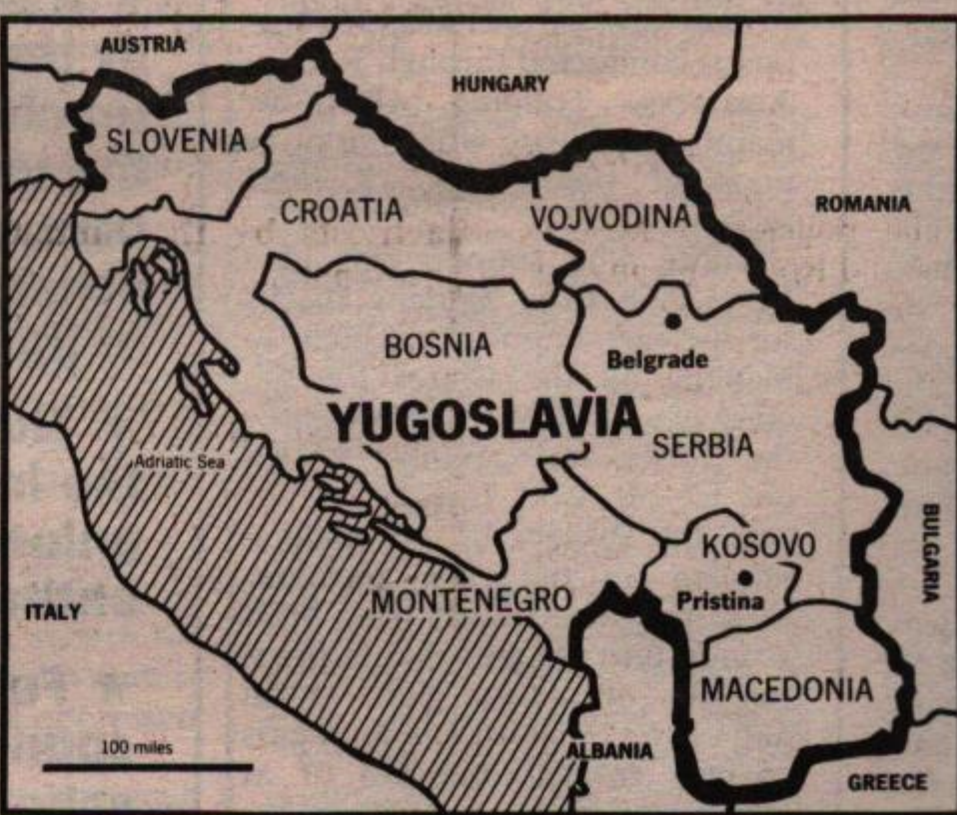 AUSTRIA
HUNGARY
SLOVENIA
CROATIA
VOJVODINA
ROMANIA
BOSNIA
Belgrade
YUGOSLAVIA
SERBIA
Adriatic Sea
BULGARIA
KOSOVO
Pristina
MONTENEGRO
ITALY
MACEDONIA
100 miles
ALBANIA
GREECE